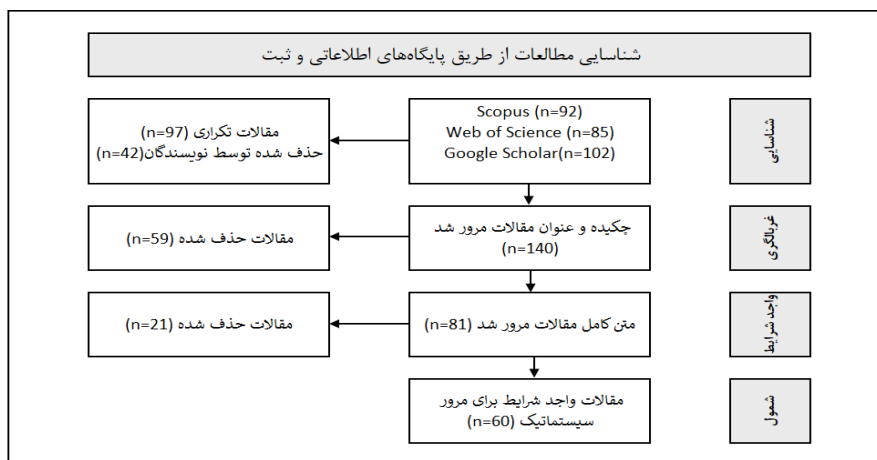 شناسایی مطالعات از طریق پایگاه‌های اطلاعاتی و ثبت
شناسایی
Scopus (n=92)
Web of Science (n=85)
Google Scholar(n=102)
مقالات تکراری (n=97)
حذف شده توسط نویسندگان(n=42)
غربالگری
چکیده و عنوان مقالات مرور شد
(n=140)
مقالات حذف شده (n=59)
واجد شرایط
متن کامل مقالات مرور شد (n=81)
مقالات حذف شده (n=21)
شمول
مقالات واجد شرایط برای مرور
سیستماتیک (n=60)